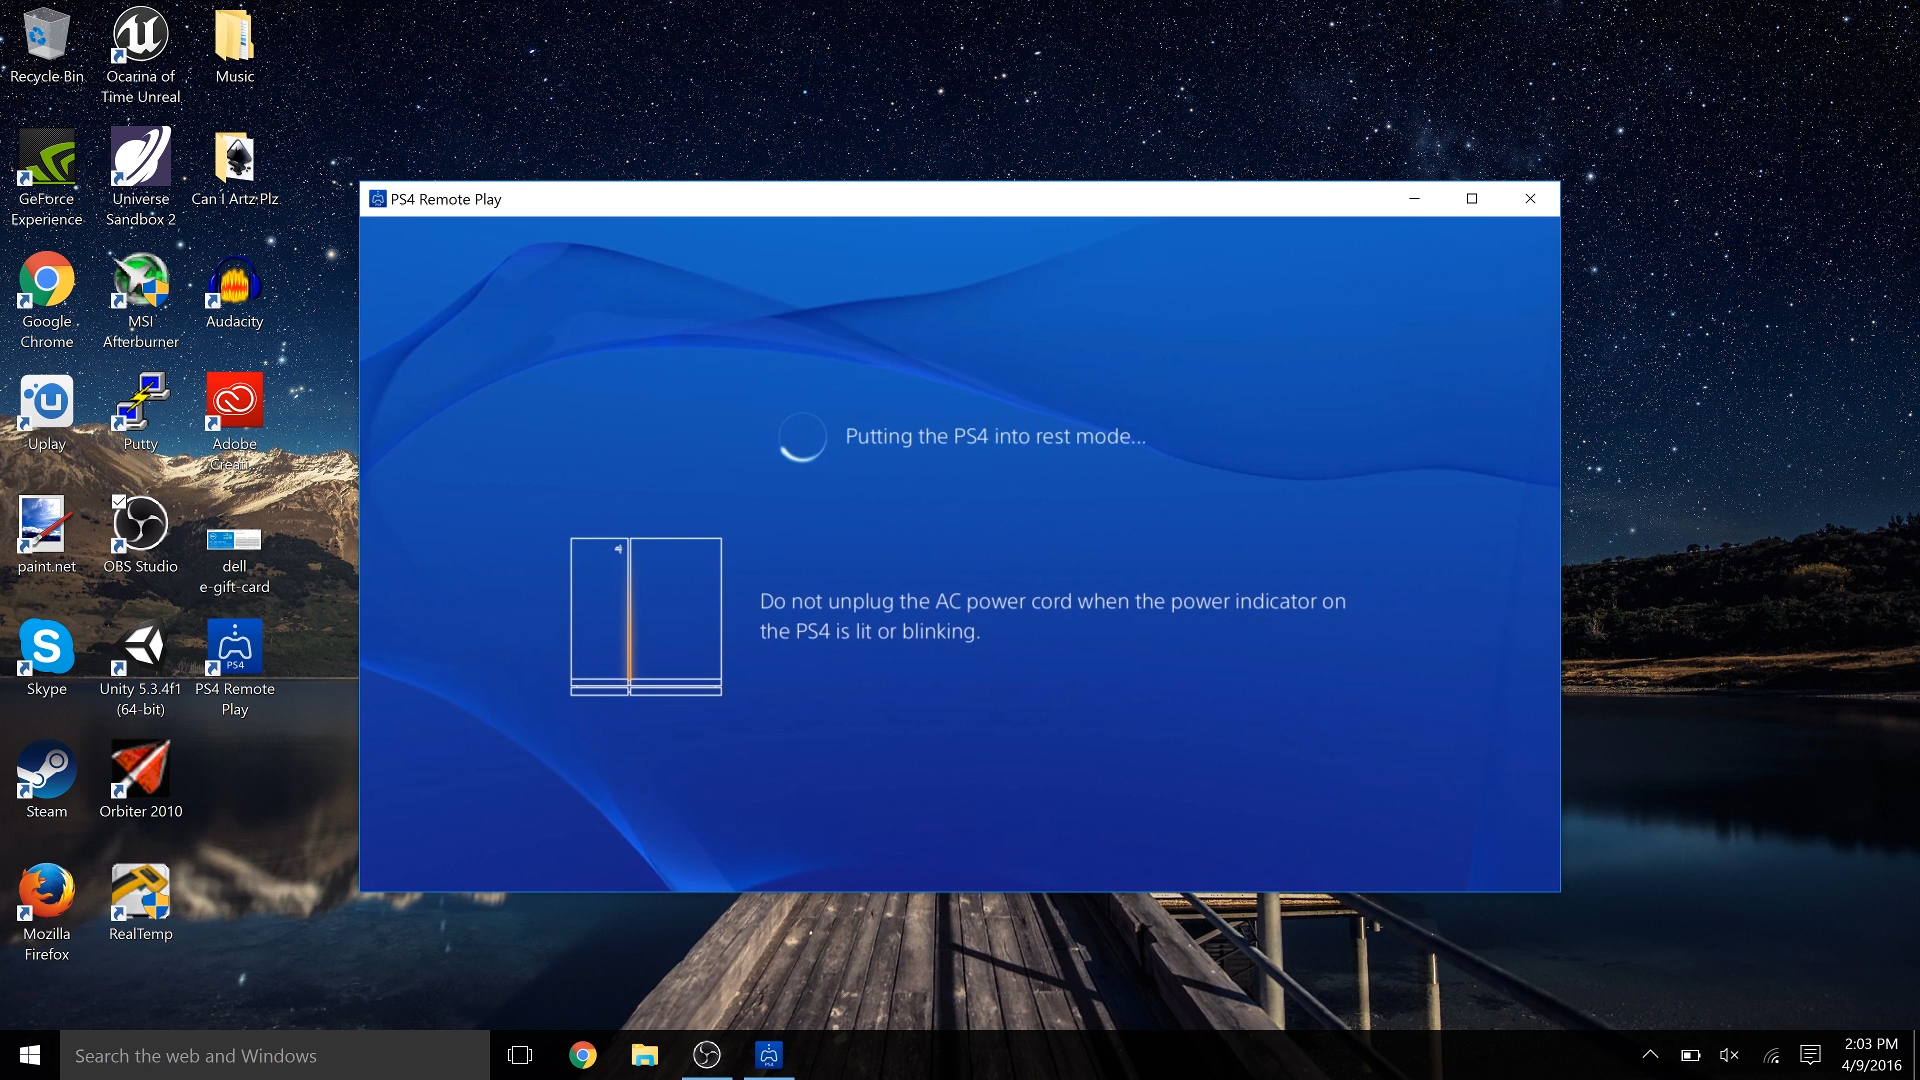 Recycle Bin
Ocarina of
Time Unreal
Music
GeForce
Experience
Universe
Sandbox 2
Can I Artz Plz
Google
Chrome
MSI
Afterburner
Audacity
Uplay
Putty
Adobe
Creati...
paint.net
OBS Studio
dell
e-gift-card
Skype
Unity 5.3.4f1
(64-bit)
PS4
PS4 Remote
Play
Steam
Orbiter 2010
Mozilla
Firefox
RealTemp
PS4 Remote Play
Putting the PS4 into rest mode...
Do not unplug the AC power cord when the power indicator on
the PS4 is lit or blinking.
Search the web and Windows
2:03 PM
4/9/2016